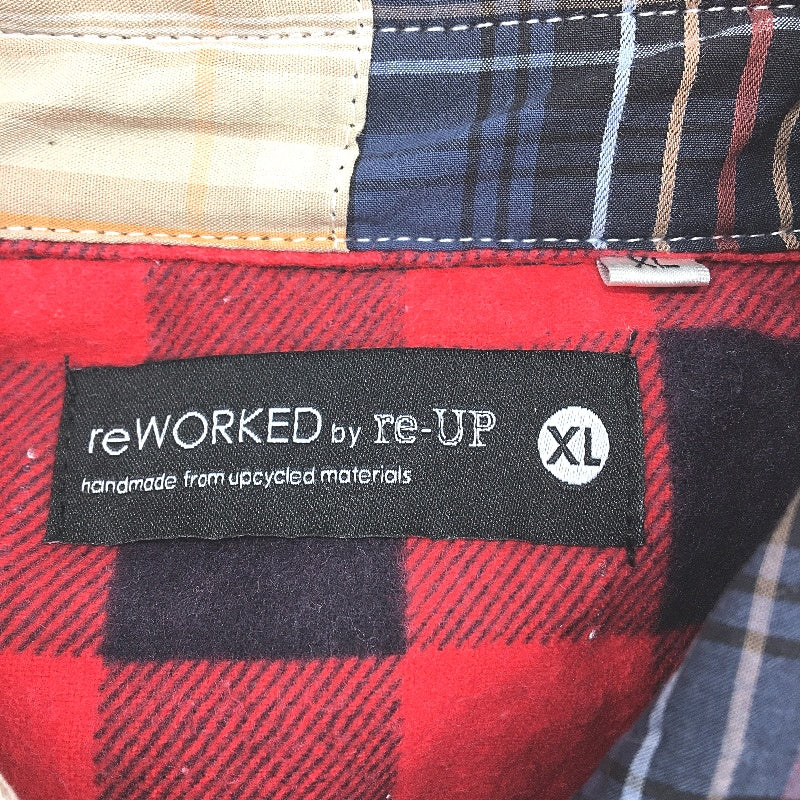 XL
reWORKED by re-UP
XL
handmade from upcycled materials